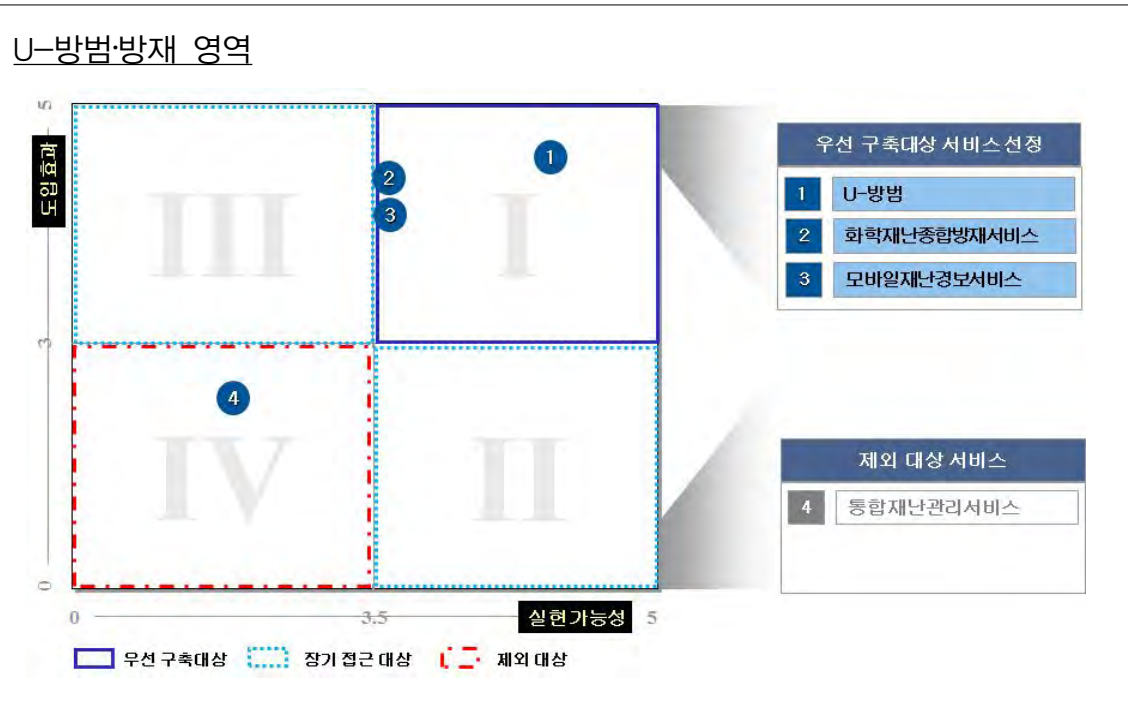 U-방범·방재 영역
5
도입효과
3
0
III
I
IV
II
1
2
3
4
0
3.5
실현가능성
5
우선 구축대상
장기 접근 대상
제외 대상
우선 구축대상 서비스선정
1 U-방범
2 화학재난종합방재서비스
3 모바일재난경보서비스
제외 대상 서비스
4 통합재난관리서비스